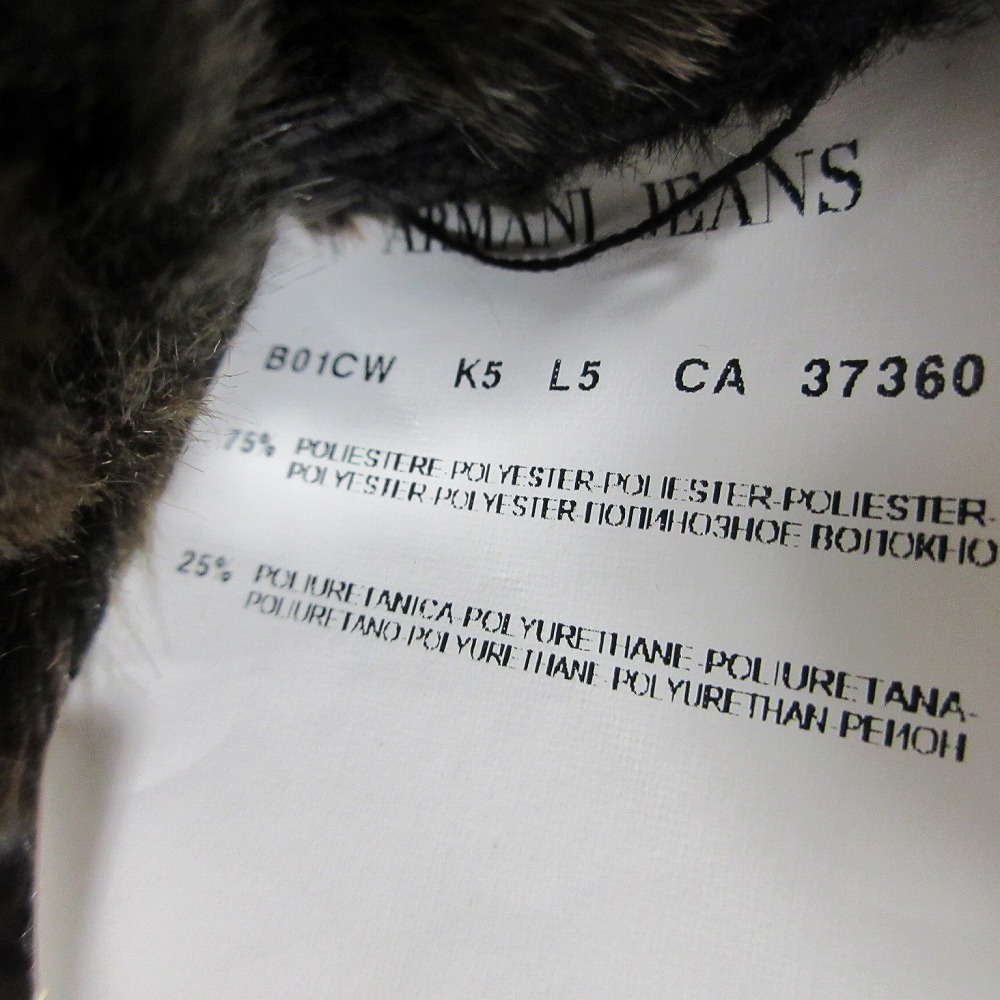 ARMANI JEANS
B01CW K5 L5 CA 37360
75% POLIESTERE-POLYESTER-POLIESTER-POLIESTER-
POLYESTER-POLYESTER-ПОЛИНОЗНОЕ ВОЛОКНО
25% POLIURETANICA-POLYURETHANE-POLIURETANA-
POLIURETANO-POLYURETHANE-POLYURETHAN-РЕЙОН